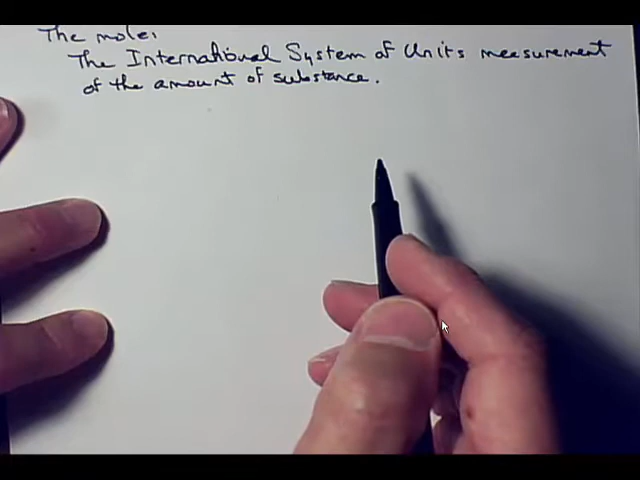 The mole:
The International System of Units measurement
of the amount of substance.